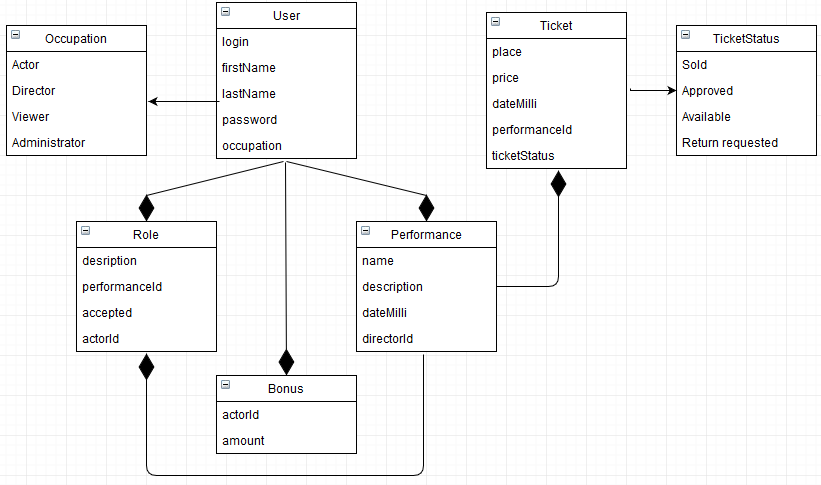 Occupation
Actor
Director
Viewer
Administrator
User
login
firstName
lastName
password
occupation
Ticket
place
price
dateMilli
performanceId
ticketStatus
TicketStatus
Sold
Approved
Available
Return requested
Role
desription
performanceId
accepted
actorId
Performance
name
description
dateMilli
directorId
Bonus
actorId
amount